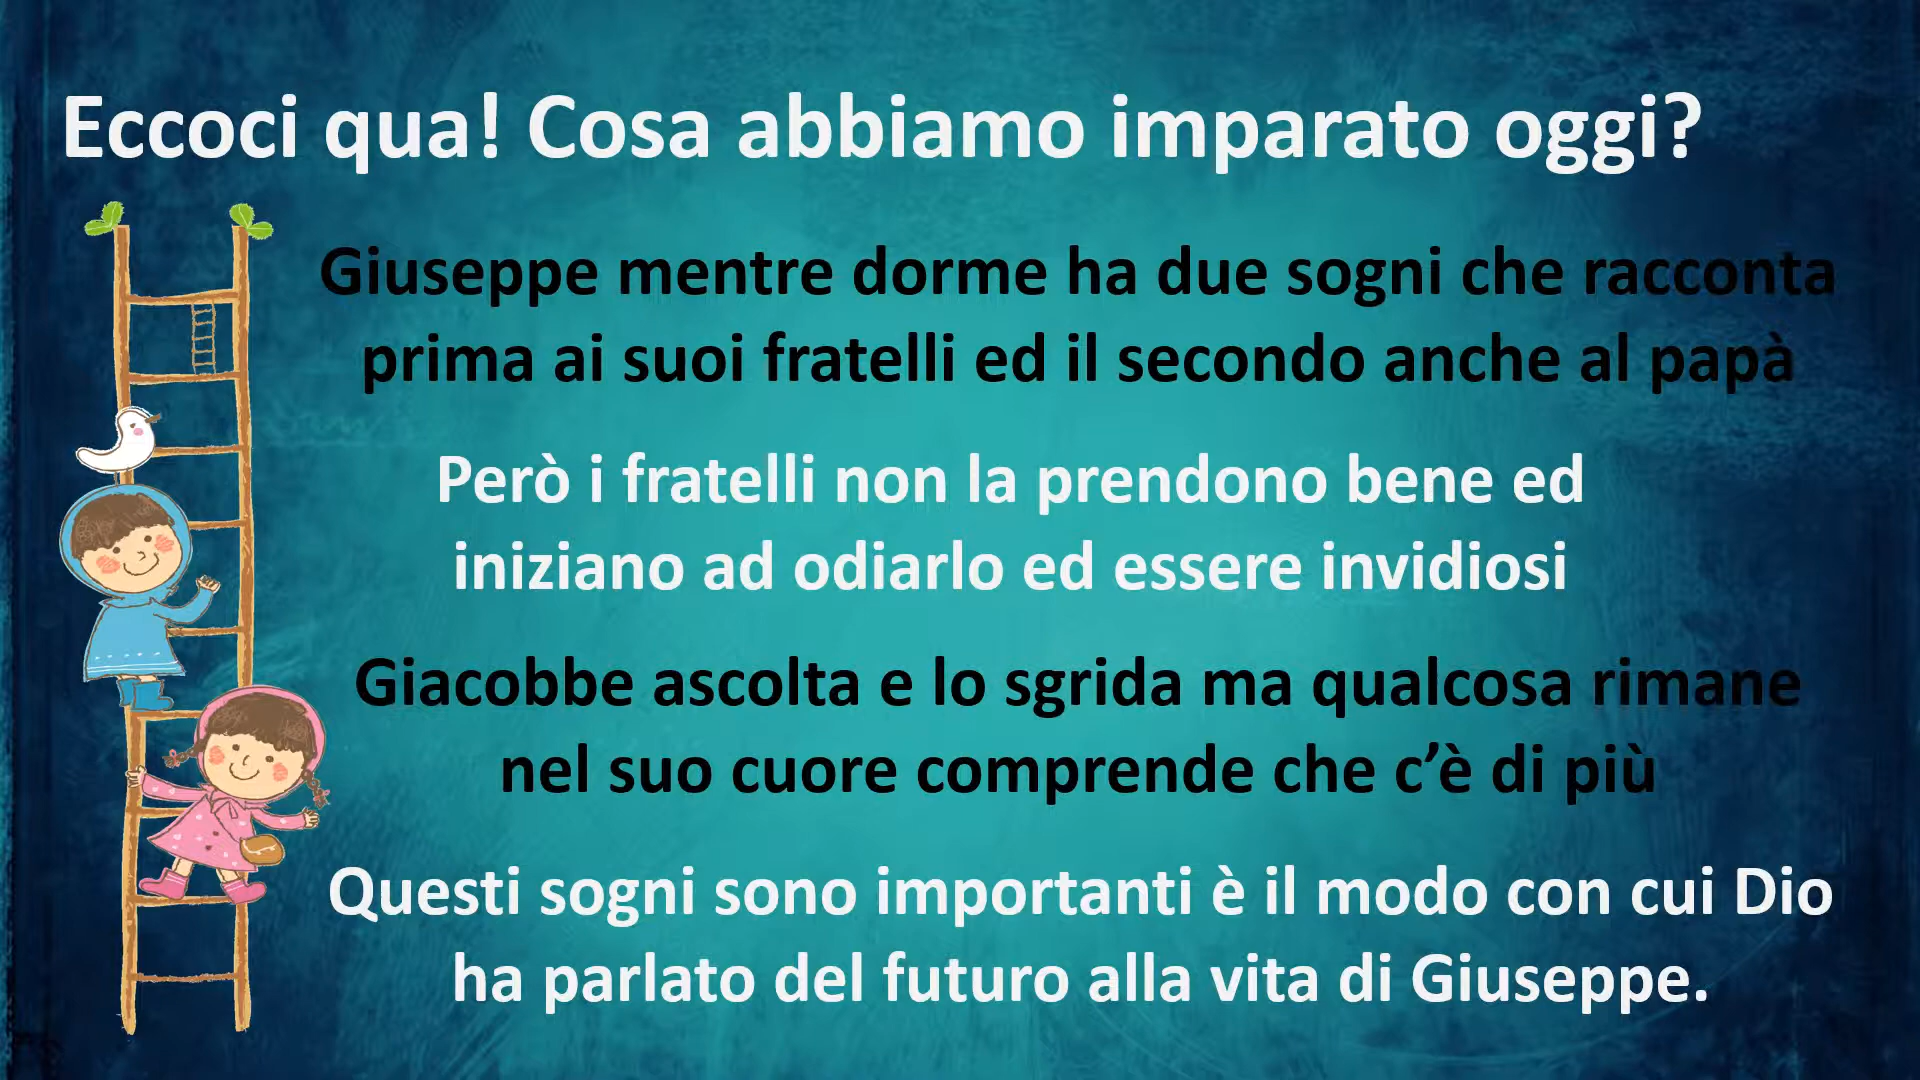 Eccoci qua! Cosa abbiamo imparato oggi?
Giuseppe mentre dorme ha due sogni che racconta
prima ai suoi fratelli ed il secondo anche al papà
Però i fratelli non la prendono bene ed
iniziano ad odiarlo ed essere invidiosi
Giacobbe ascolta e lo sgrida ma qualcosa rimane
nel suo cuore comprende che c’è di più
Questi sogni sono importanti è il modo con cui Dio
ha parlato del futuro alla vita di Giuseppe.